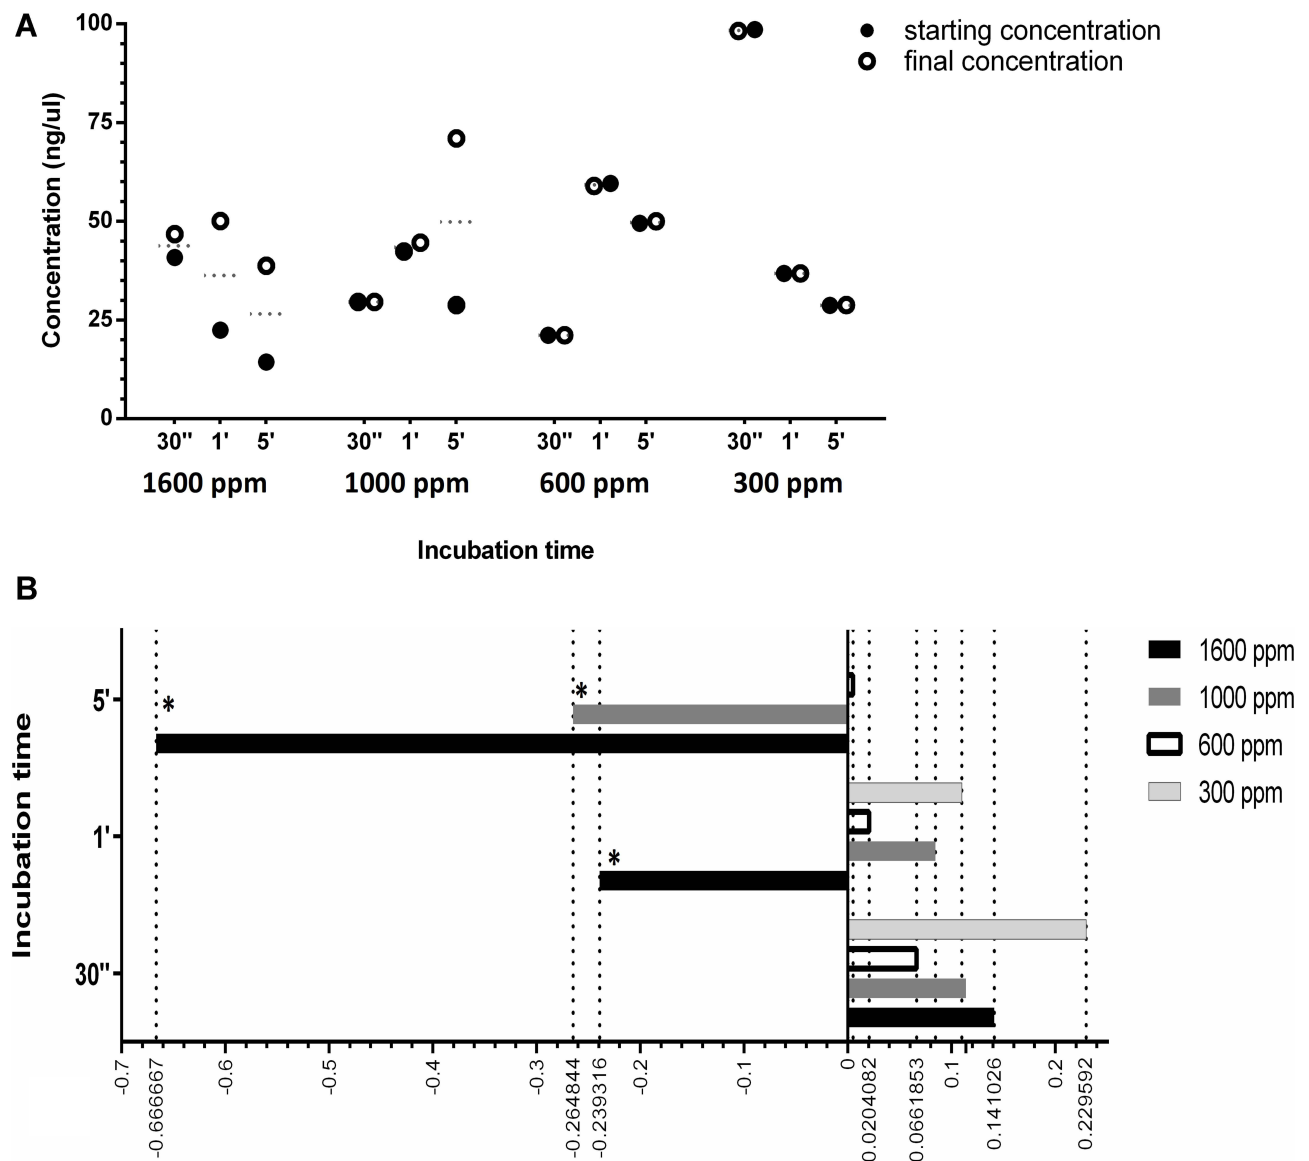 A
100
75
50
25
0
Concentration (ng/ul)
starting concentration
final concentration
30" 1' 5' 30" 1' 5' 30" 1' 5' 30" 1' 5'
1600 ppm 1000 ppm 600 ppm 300 ppm
Incubation time
B
Incubation time
5'
1'
30"
*
*
*
1600 ppm
1000 ppm
600 ppm
300 ppm
-0.7
-0.666667
-0.6
-0.5
-0.4
-0.3
-0.264844
-0.239316
-0.2
-0.1
0
0.0204082
0.0661853
0.1
0.141026
0.2
0.229592